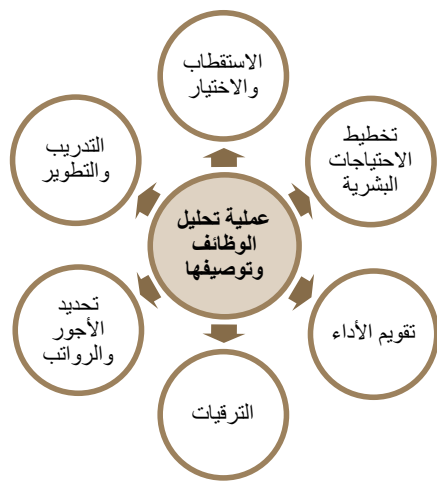 الاستقطاب
والاختيار
تخطيط
الاحتياجات
البشرية
تقويم الأداء
الترقيات
تحديد
الأجور
والرواتب
التدريب
والتطوير
عملية تحليل
الوظائف
وتوصيفها